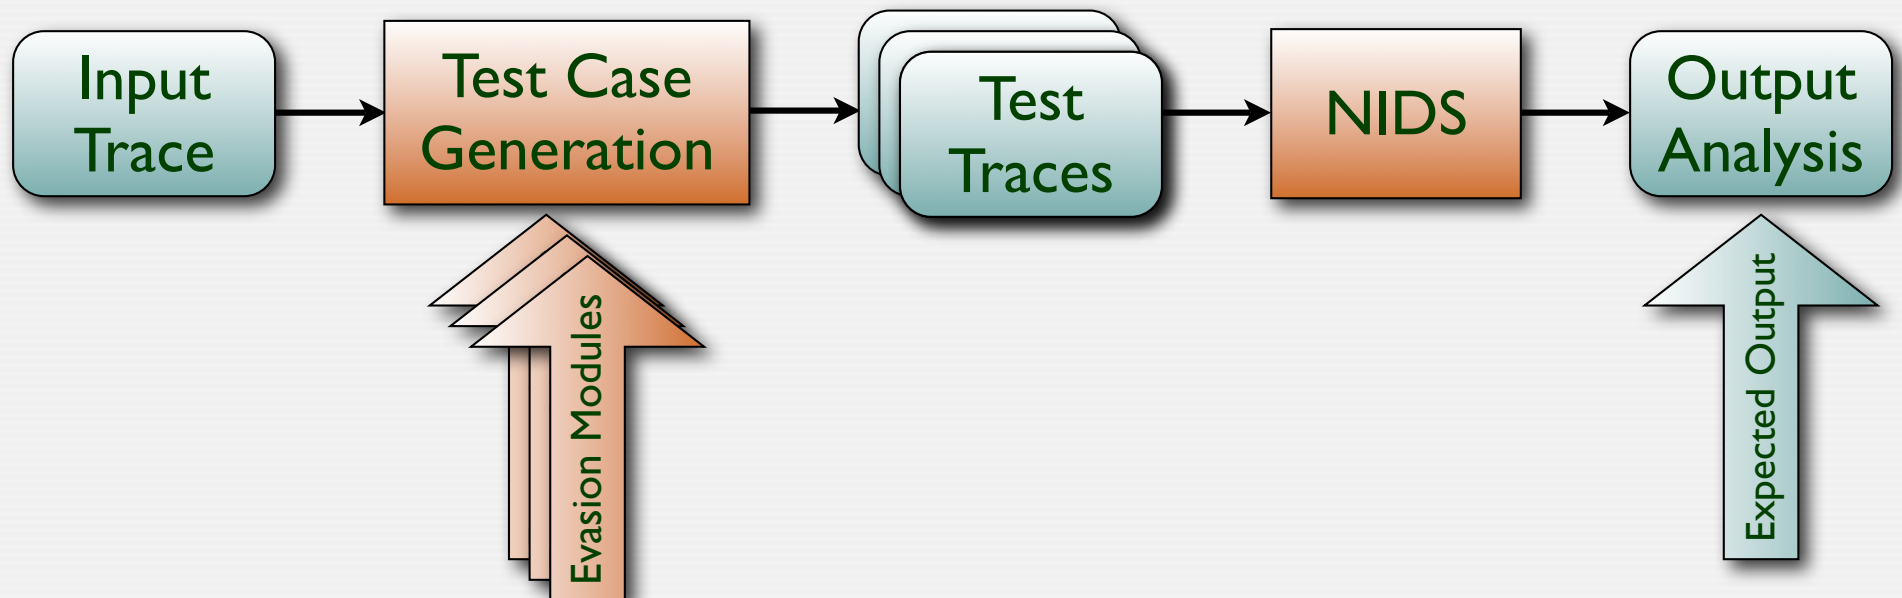 Input
Trace
Test Case
Generation
Test
Traces
NIDS
Output
Analysis
Evasion Modules
Expected Output